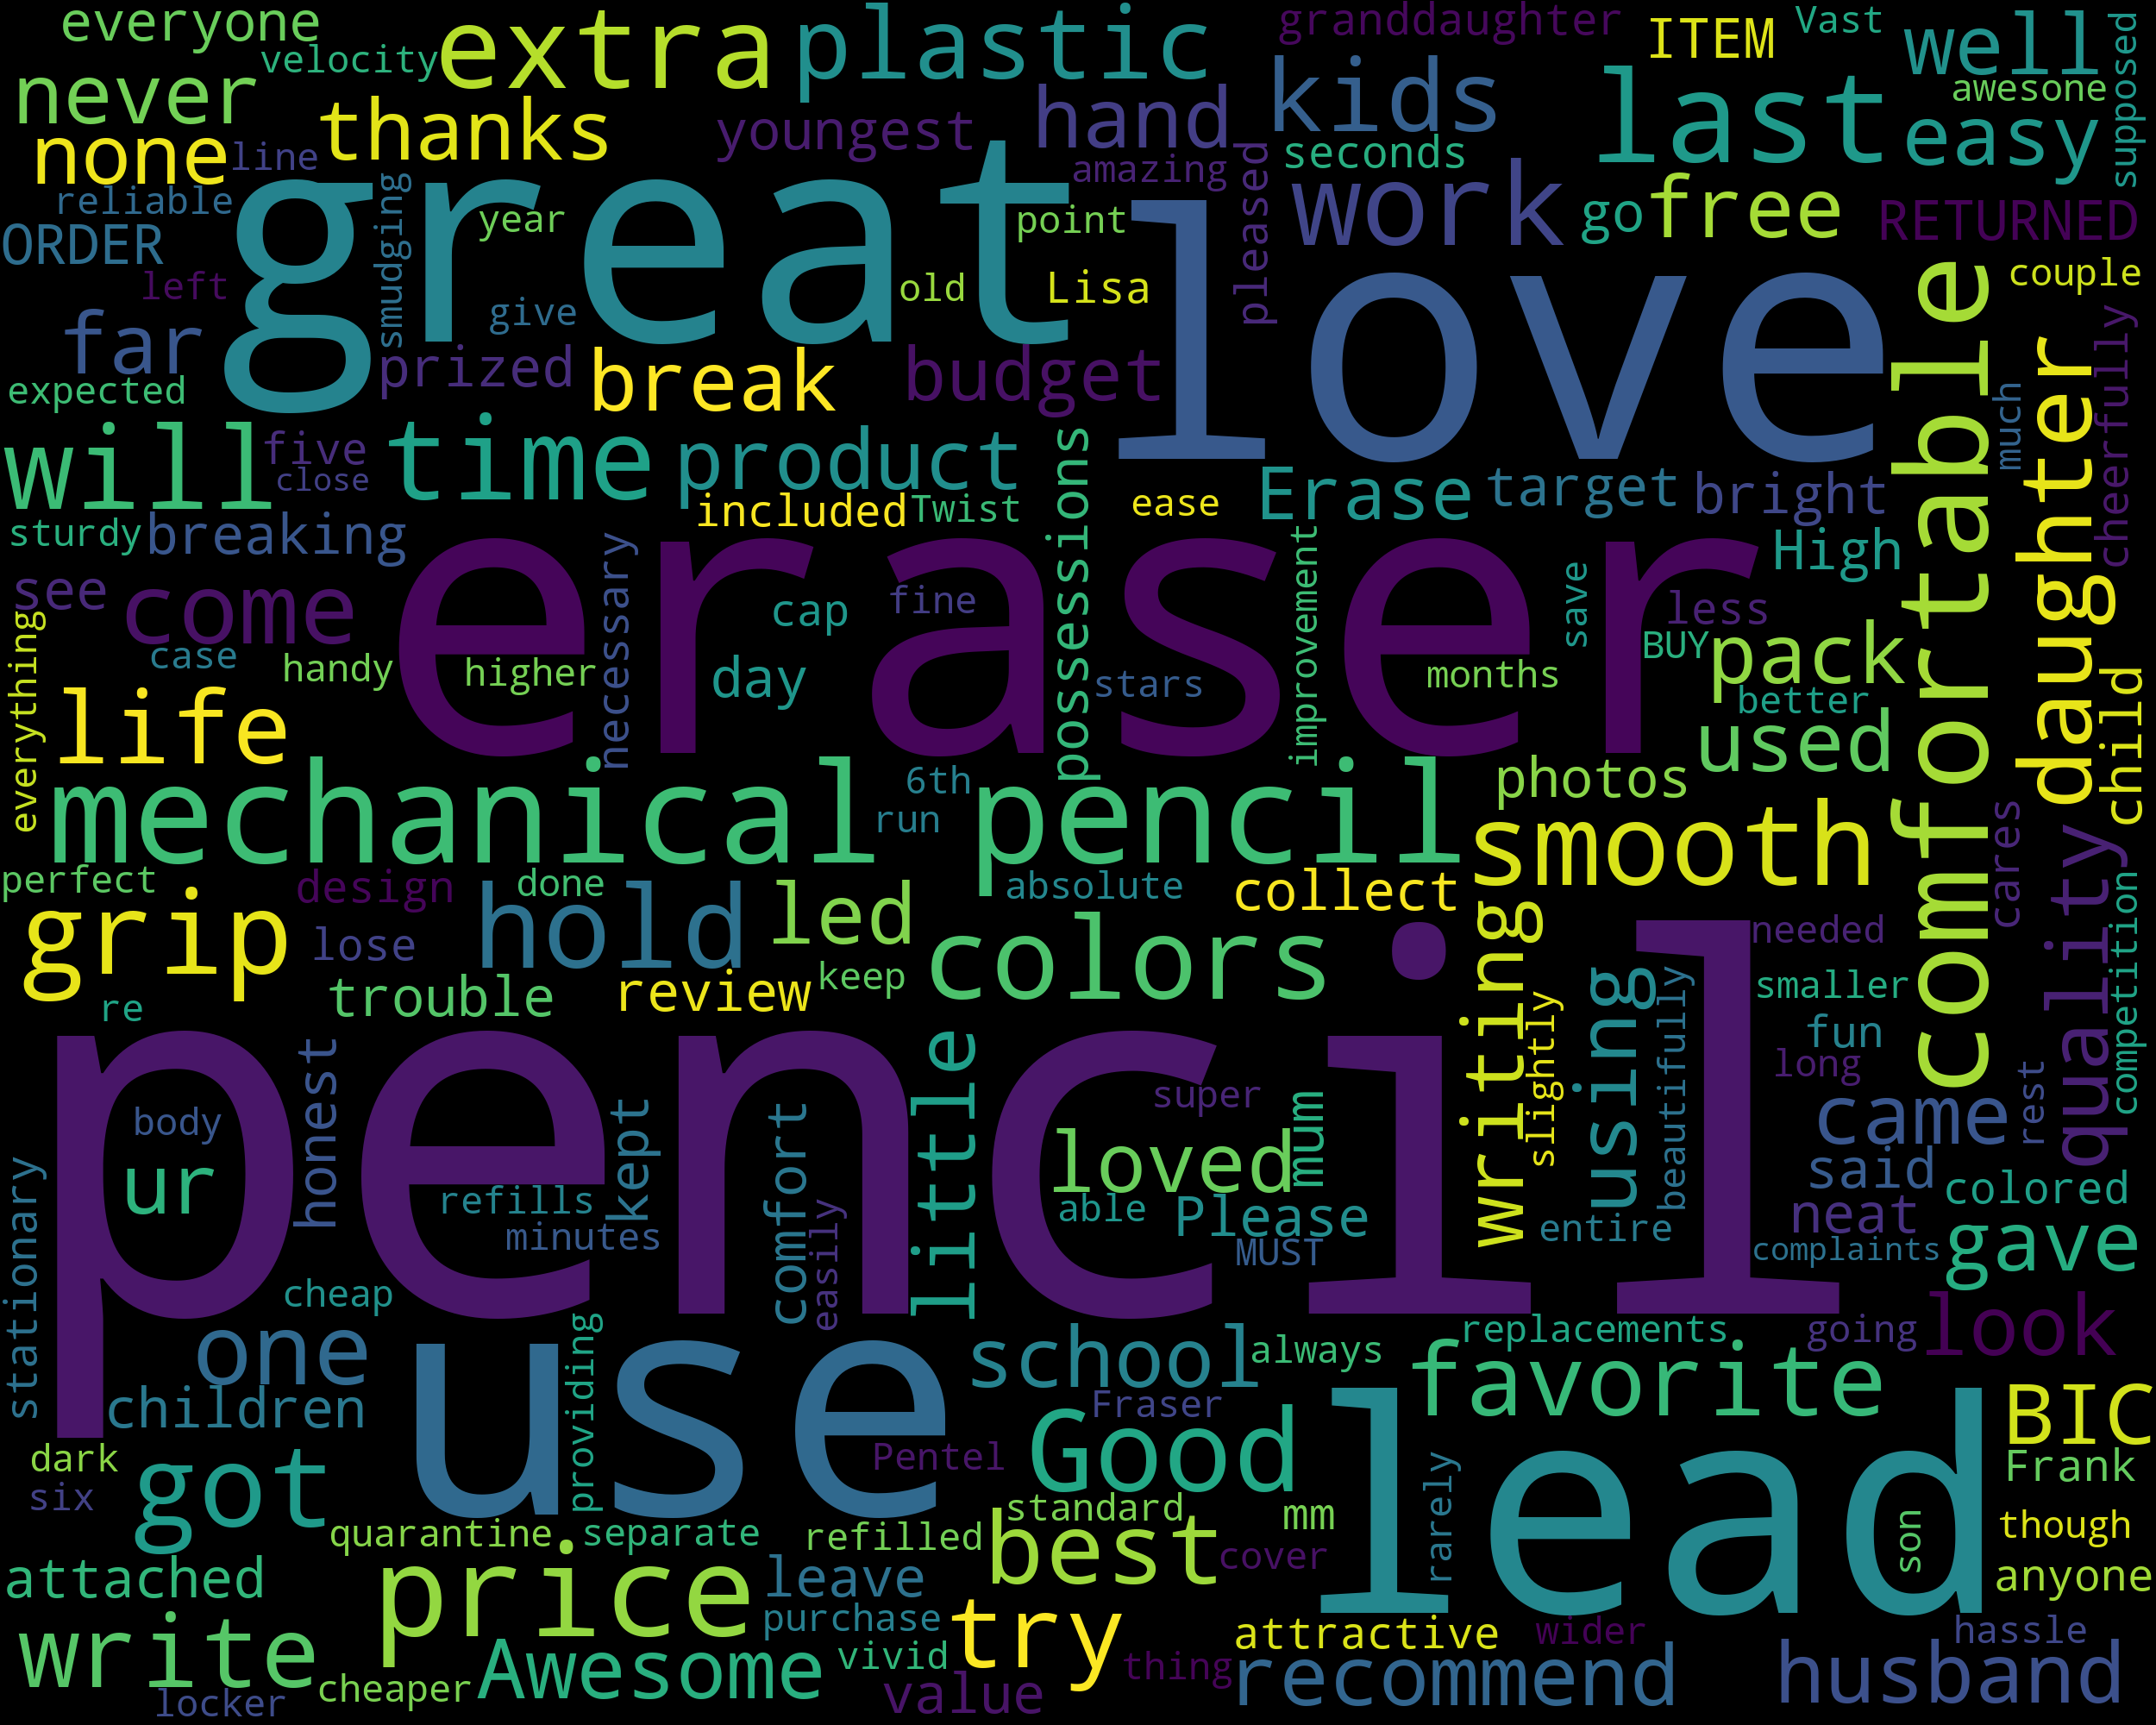 everyone
velocity
extra
plastic
granddaughter
ITEM
Vast
well
supposed
never
thanks
youngest
hand
kids
last
awesone
easy
none
line
amazing
pleased
seconds
reliable
great
smudging
year
point
love
work
go
free
RETURNED
ORDER
left
give
old
Lisa
couple
far
prized
break
budget
comfortable
daughter
cheerfully
much
expected
will
five
close
time
product
possessions
Erase
target
bright
included
Twist
ease
sturdy
breaking
eraser
necessary
improvement
High
see
come
cap
fine
save
less
everything
case
handy
higher
day
stars
months
BUY
pack
better
child
life
used
mechanical pencil
6th
run
photos
smooth
cares
quality
perfect
design
done
absolute
collect
writing
grip
hold
led
colors
lose
trouble
review
keep
needed
using
beautifully
slightly
smaller
competition
re
pencil
honest
kept
comfort
little
super
loved
mum
fun
long
rest
came
body
ur
refills
minutes
easily
able
Please
MUST
entire
said
neat
colored
complaints
gave
stationary
cheap
one
children
use
providing
school
always
replacements
going
look
favorite
Fraser
Good
lead
BIC
dark
six
got
Pentel
Frank
quarantine
separate
refilled
standard
best
mm
cover
rarely
son
though
anyone
attached
price
leave
purchase
try
attractive
wider
hassle
write
Awesome
vivid
value
thing
recommend
husband
locker
cheaper